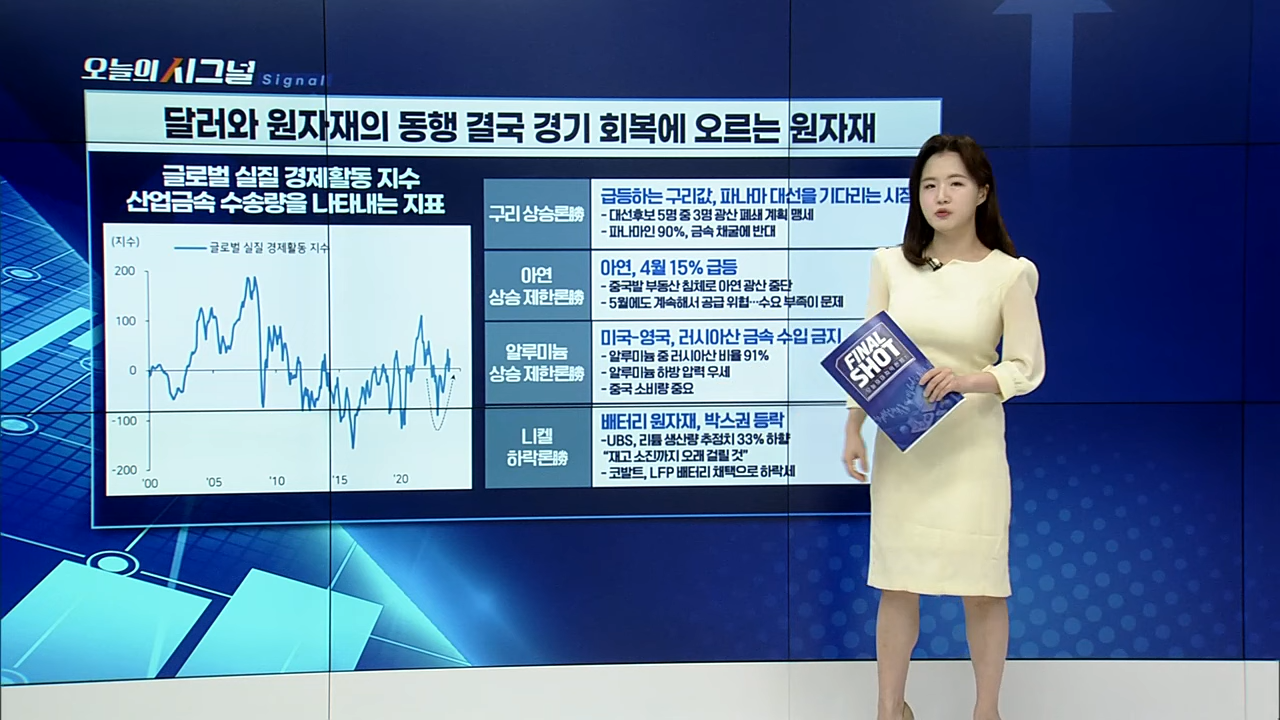 오늘의 시그널 Signal
달러와 원자재의 동행 결국 경기 회복에 오르는 원자재
글로벌 실질 경제활동 지수
산업금속 수송량을 나타내는 지표
(지수)
글로벌 실질 경제활동 지수
200
100
0
-100
-200
'00
'05
'10
'15
'20
구리 상승론勝
급등하는 구리값, 파나마 대선을 기다리는 시장
- 대선후보 5명 중 3명 광산 폐쇄 계획 맹세
- 파나마인 90%, 금속 채굴에 반대
아연
상승 제한론勝
아연, 4월 15% 급등
- 중국발 부동산 침체로 아연 광산 중단
- 5월에도 계속해서 공급 위협…수요 부족이 문제
알루미늄
상승 제한론勝
미국-영국, 러시아산 금속 수입 금지
- 알루미늄 중 러시아산 비율 91%
- 알루미늄 하방 압력 우세
- 중국 소비량 중요
니켈
하락론勝
배터리 원자재, 박스권 등락
-UBS, 리튬 생산량 추정치 33% 하향
"재고 소진까지 오래 걸릴 것"
- 코발트, LFP 배터리 채택으로 하락세
FINAL
SHOT